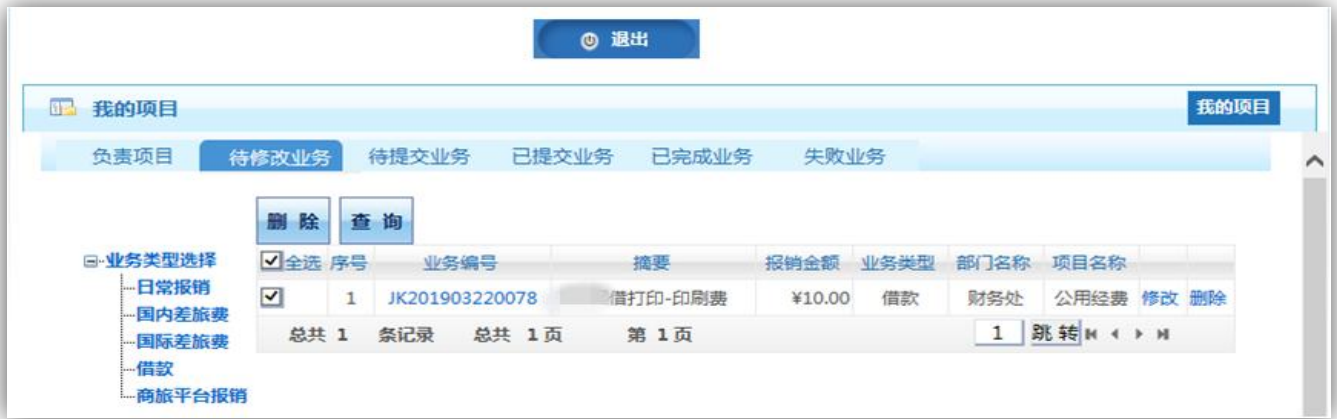 退出
我的项目 我的项目
负责项目 待修改业务 待提交业务 已提交业务 已完成业务 失败业务
删 除 查 询
业务类型选择
日常报销
国内差旅费
国际差旅费
借款
商旅平台报销
全选 序号 业务编号 摘要 报销金额 业务类型 部门名称 项目名称
1 JK201903220078 借打印-印刷费 ¥10.00 借款 财务处 公用经费 修改 删除
总共 1 条记录 总共 1 页 第 1 页 1 跳 转